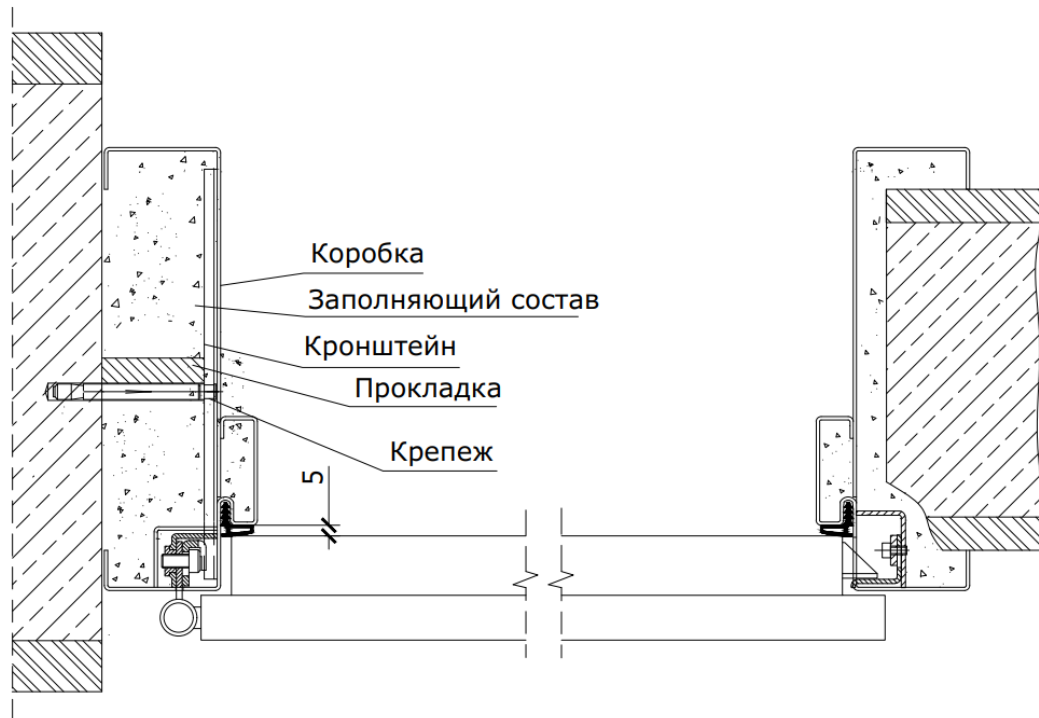 Коробка
Заполняющий состав
Кронштейн
Прокладка
Крепеж
5